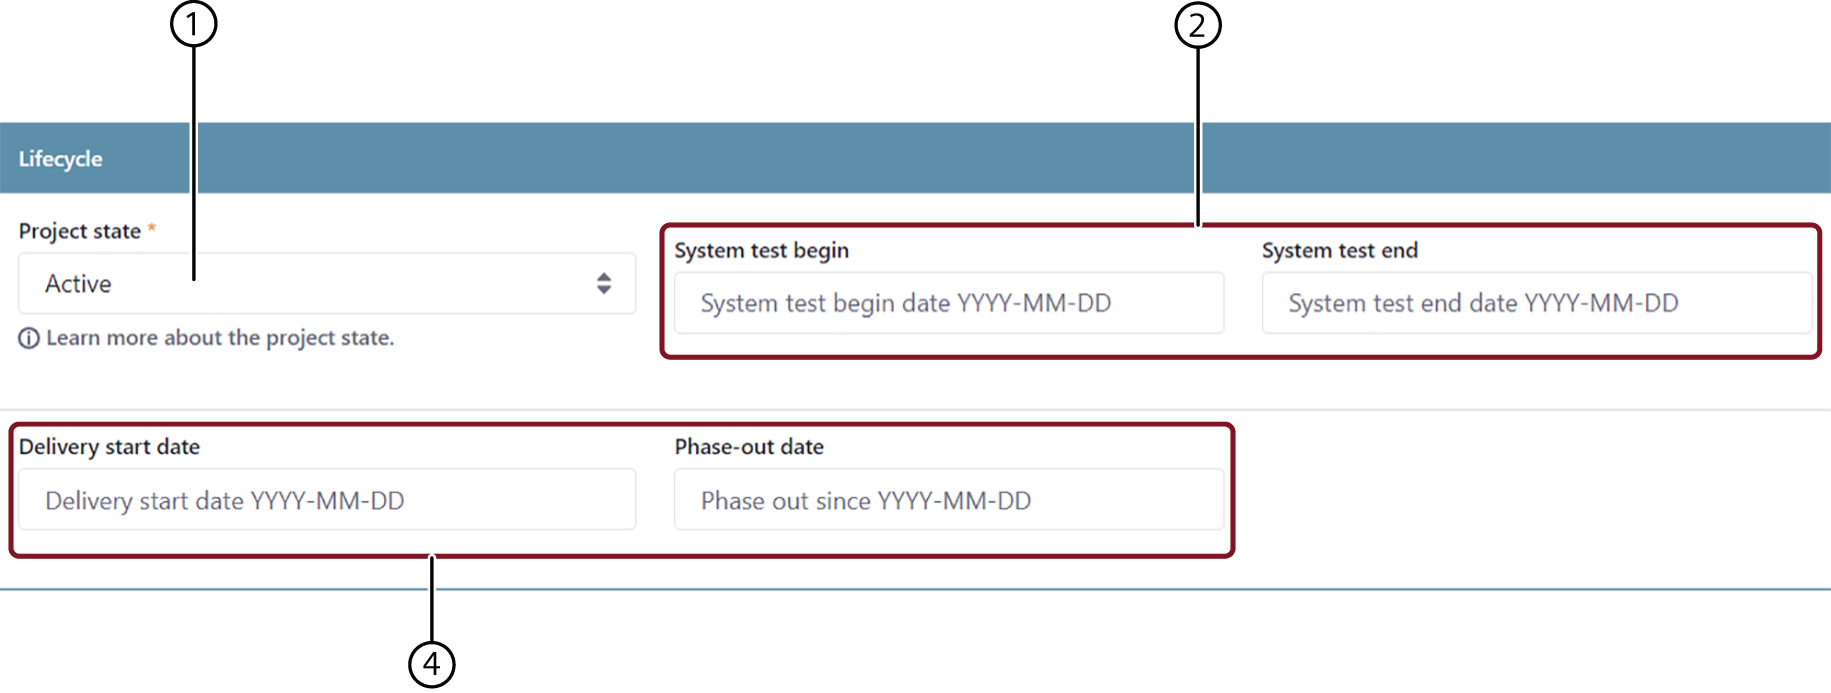 1
2
Lifecycle
Project state *
Active
Learn more about the project state.
System test begin
System test begin date YYYY-MM-DD
System test end
System test end date YYYY-MM-DD
Delivery start date
Delivery start date YYYY-MM-DD
Phase-out date
Phase out since YYYY-MM-DD
4